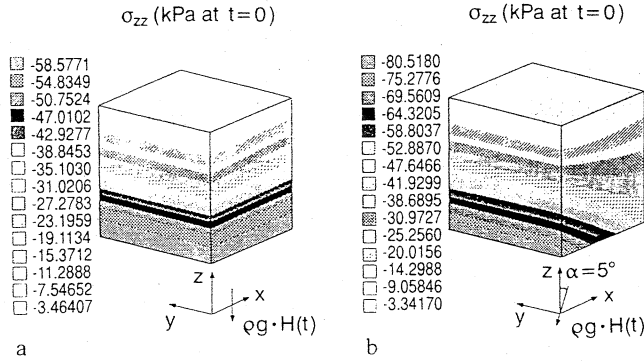 σzz (kPa at t=0)
-58.5771
-54.8349
-50.7524
-47.0102
-42.9277
-38.8453
-35.1030
-31.0206
-27.2783
-23.1959
-19.1134
-15.3712
-11.2888
-7.54652
-3.46407
z
x
y
ϱg·H(t)
a
σzz (kPa at t=0)
-80.5180
-75.2776
-69.5609
-64.3205
-58.8037
-52.8870
-47.6466
-41.9299
-38.6895
-30.9727
-25.2560
-20.0156
-14.2988
-9.05846
-3.34170
z
α=5°
x
y
ϱg·H(t)
b